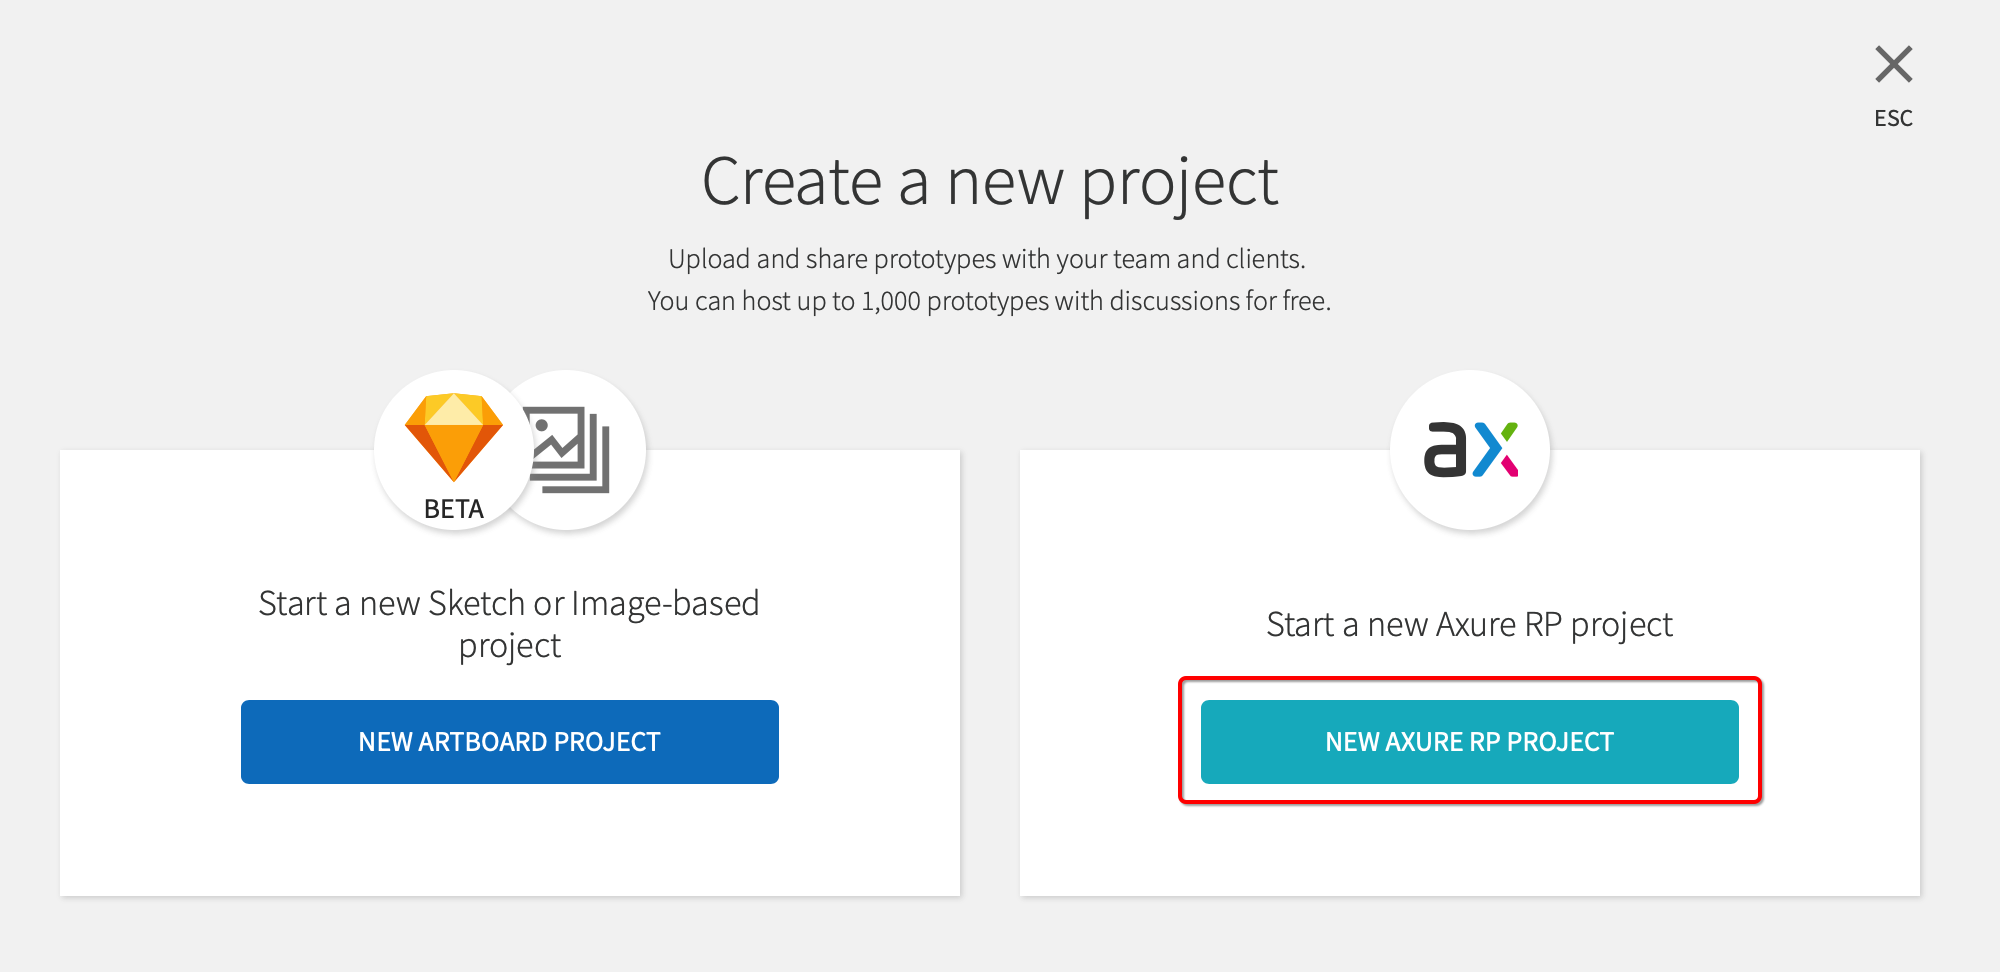 ESC
Create a new project
Upload and share prototypes with your team and clients.
You can host up to 1,000 prototypes with discussions for free.
BETA
Start a new Sketch or Image-based
project
NEW ARTBOARD PROJECT
ax
Start a new Axure RP project
NEW AXURE RP PROJECT